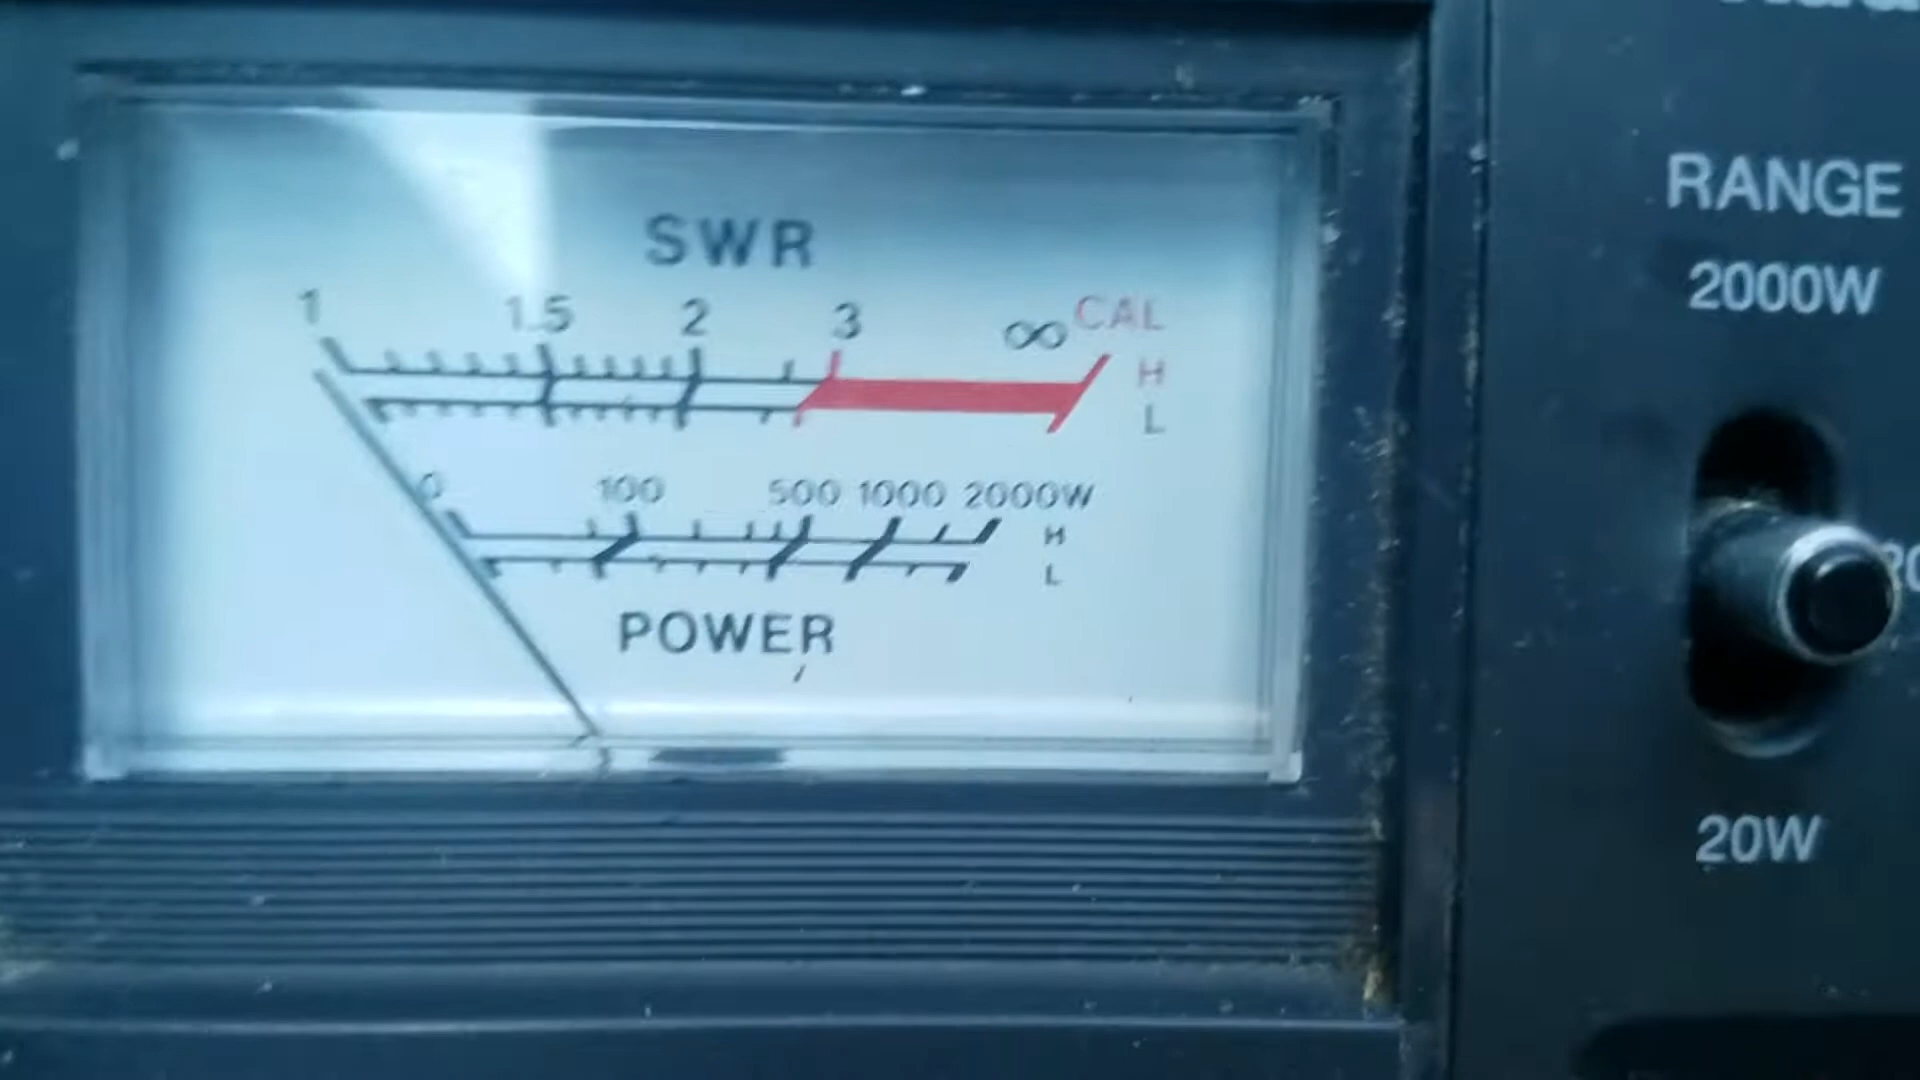 SWR
1 1.5 2 3 ∞ CAL
H
L
0 100 500 1000 2000W
H
L
POWER
RANGE
2000W
20W